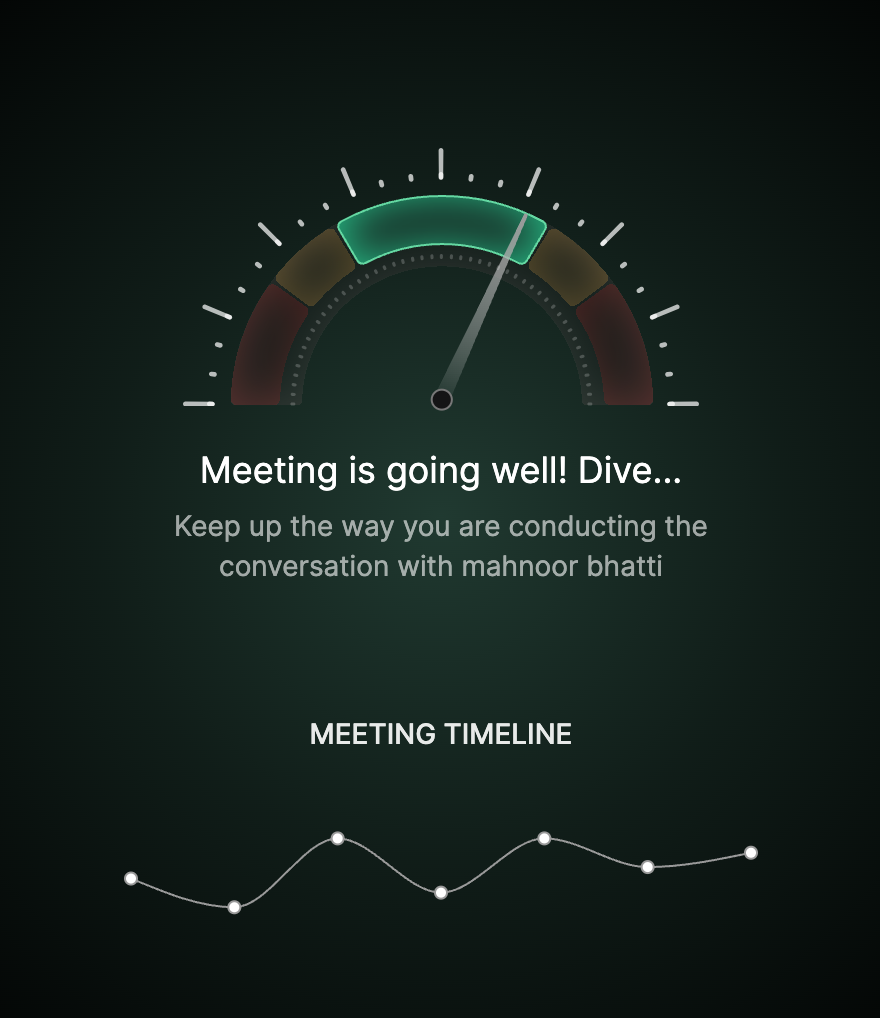 Meeting is going well! Dive...
Keep up the way you are conducting the
conversation with mahnoor bhatti
MEETING TIMELINE